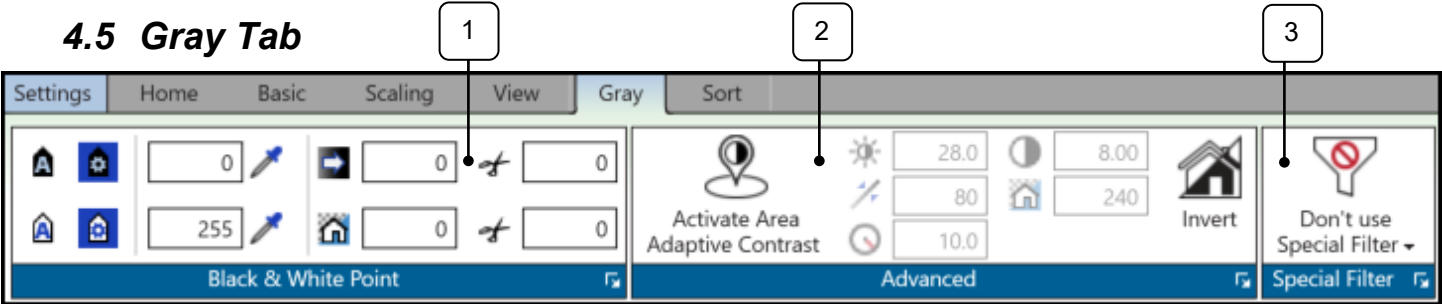 4.5 Gray Tab
1
2
3
Settings Home Basic Scaling View Gray Sort
A 0 0 0 28.0 8.00
80 240
A 255 0 0 10.0
Activate Area
Adaptive Contrast
Invert
Don't use
Special Filter
Black & White Point Advanced Special Filter